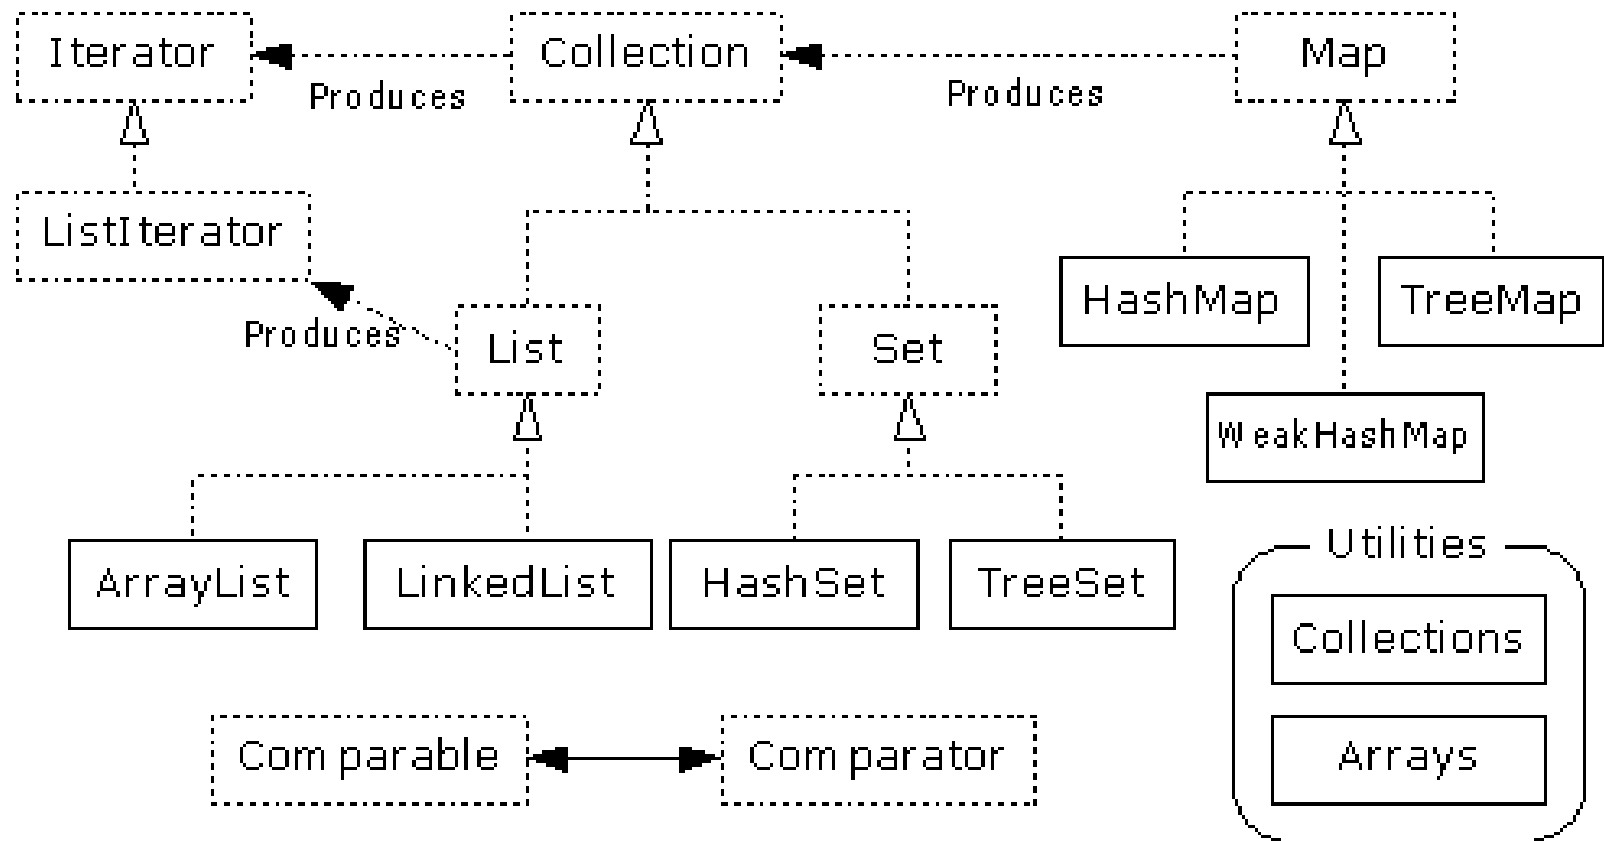 Iterator
Collection
Map
Produces
Produces
ListIterator
HashMap
TreeMap
Produces
List
Set
WeakHashMap
Utilities
ArrayList
LinkedList
HashSet
TreeSet
Collections
Comparable
Comparator
Arrays